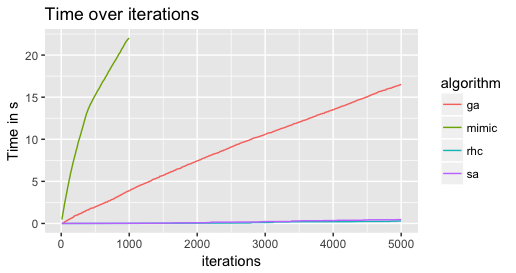 Time over iterations
Time in s
20
15
10
5
0
0 1000 2000 3000 4000 5000
iterations
algorithm
ga
mimic
rhc
sa